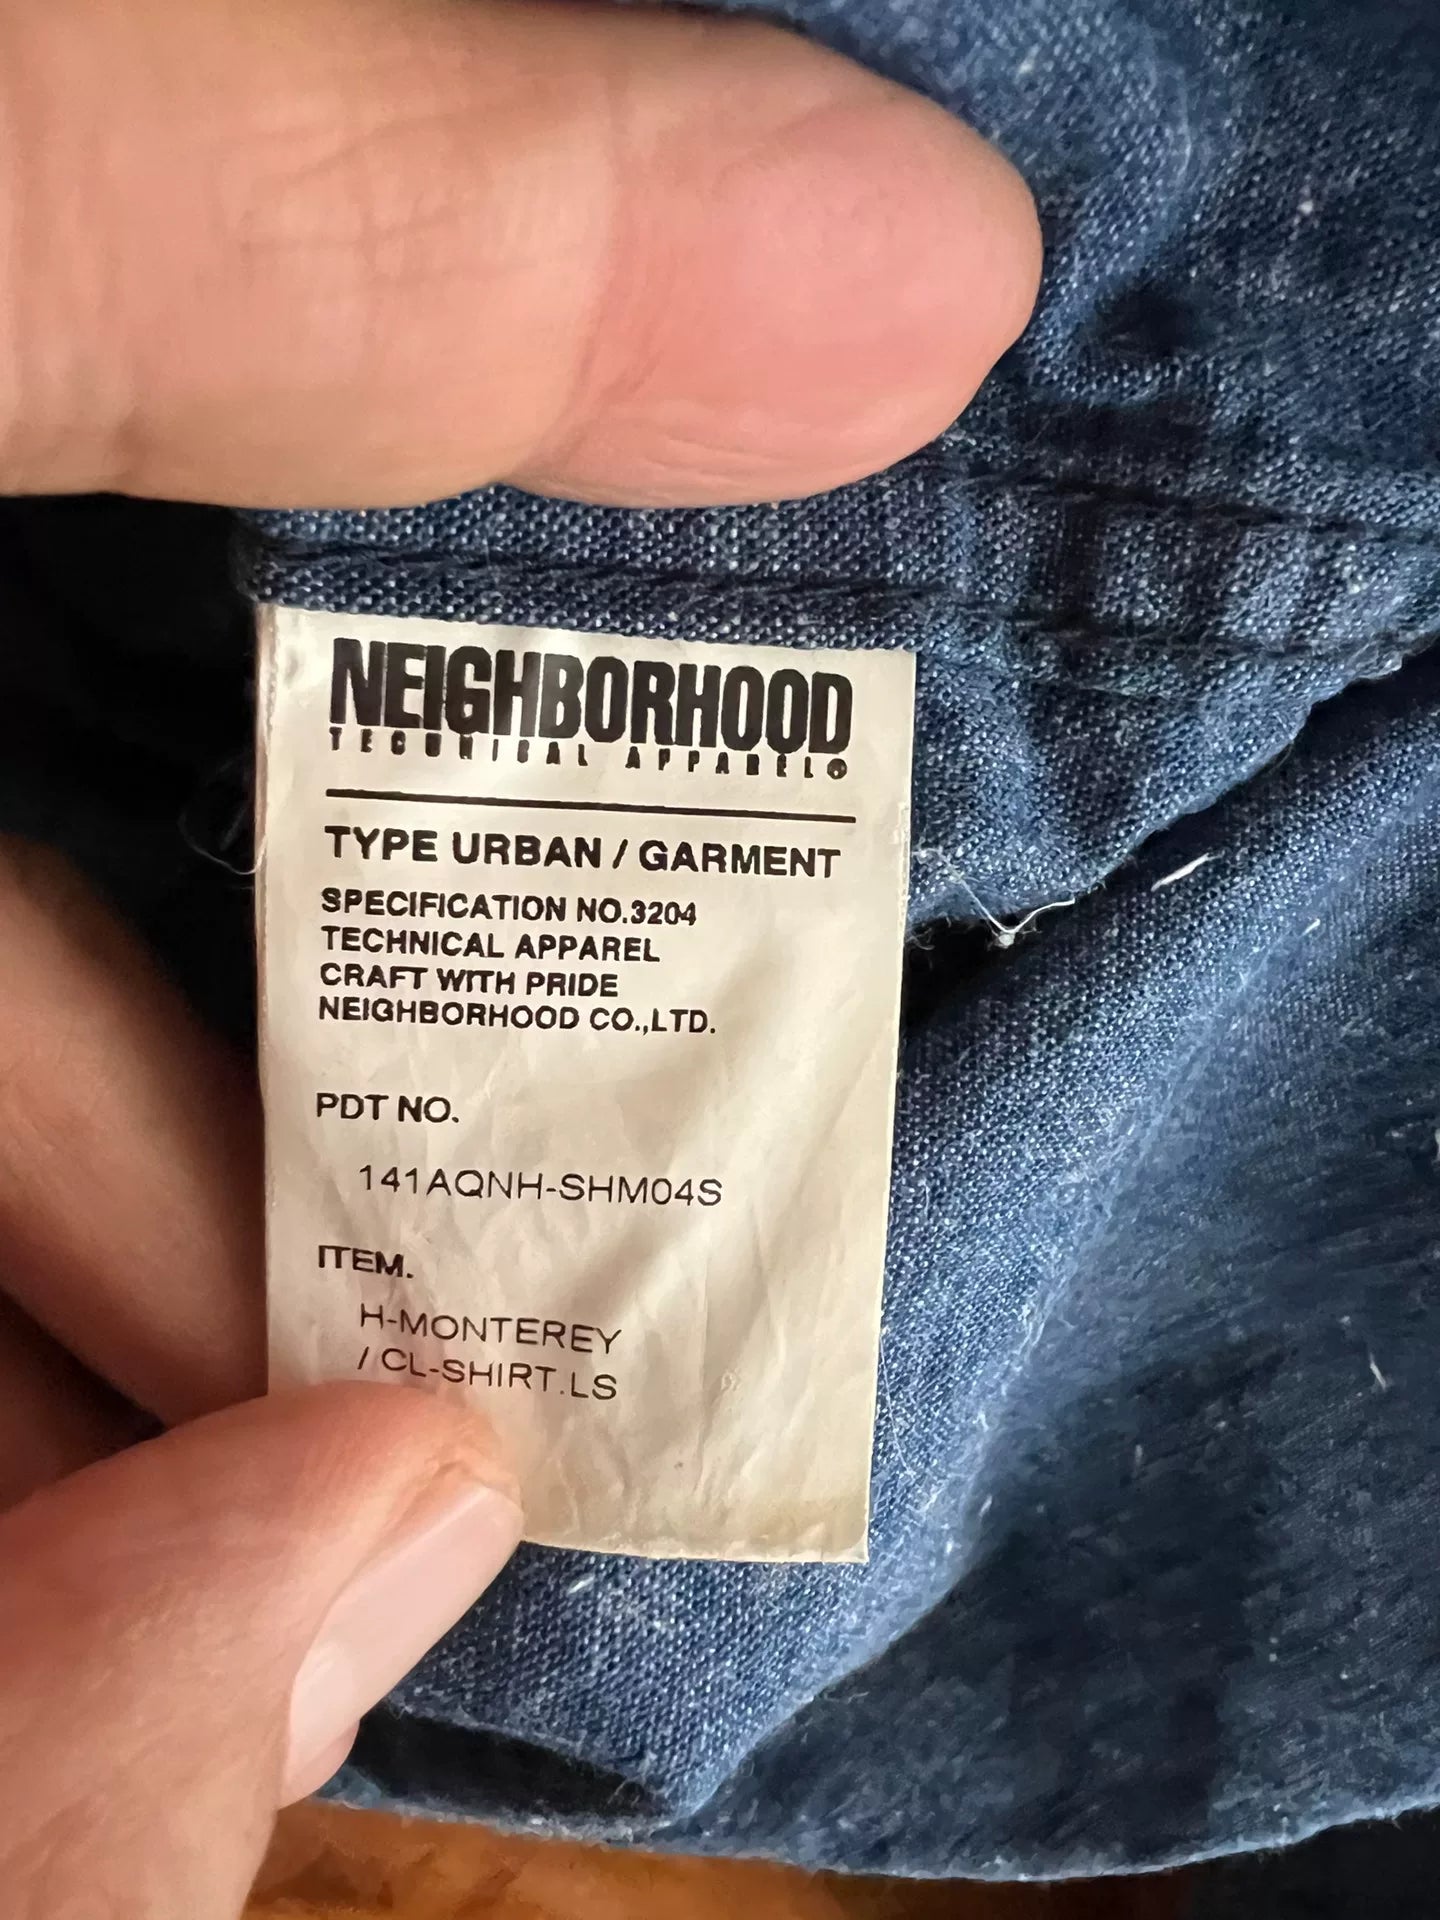 NEIGHBORHOOD
TECHNICAL APPAREL
TYPE URBAN / GARMENT
SPECIFICATION NO.3204
TECHNICAL APPAREL
CRAFT WITH PRIDE
NEIGHBORHOOD CO.,LTD.
PDT NO.
141AQNH-SHM04S
ITEM.
H-MONTEREY
/ CL-SHIRT.LS